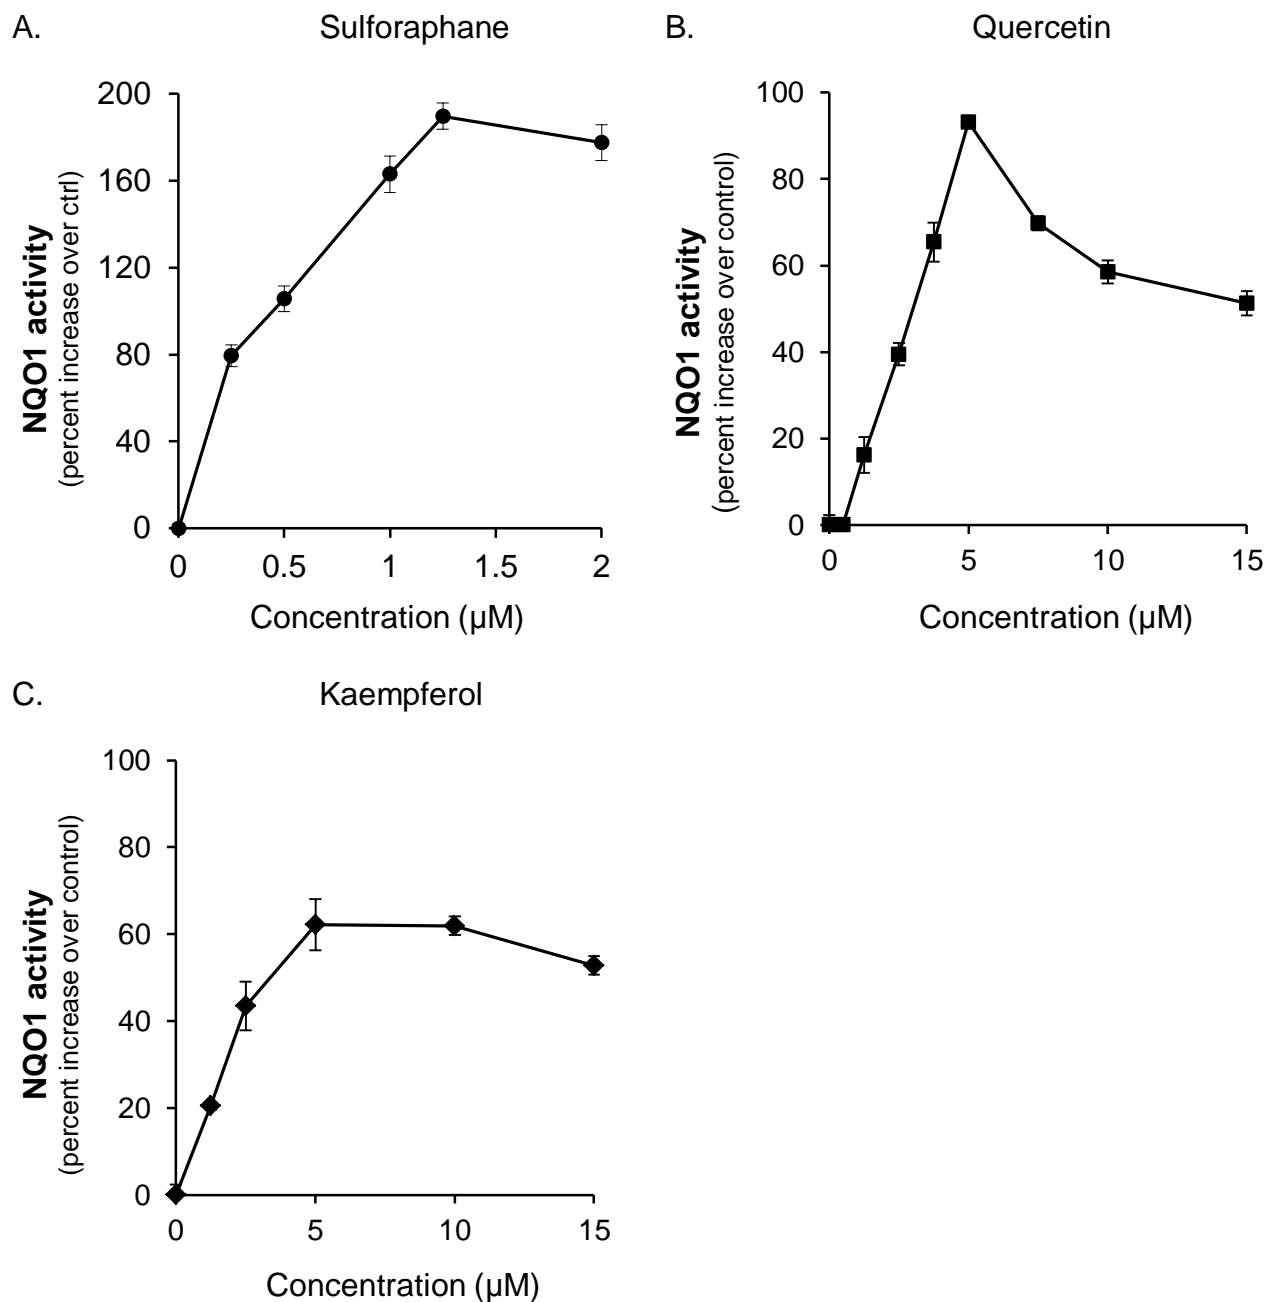 A.
Sulforaphane
200
160
120
80
40
0
NQO1 activity
(percent increase over ctrl)
0 0.5 1 1.5 2
Concentration (µM)
B.
Quercetin
100
80
60
40
20
0
NQO1 activity
(percent increase over control)
0 5 10 15
Concentration (µM)
C.
Kaempferol
100
80
60
40
20
0
NQO1 activity
(percent increase over control)
0 5 10 15
Concentration (µM)